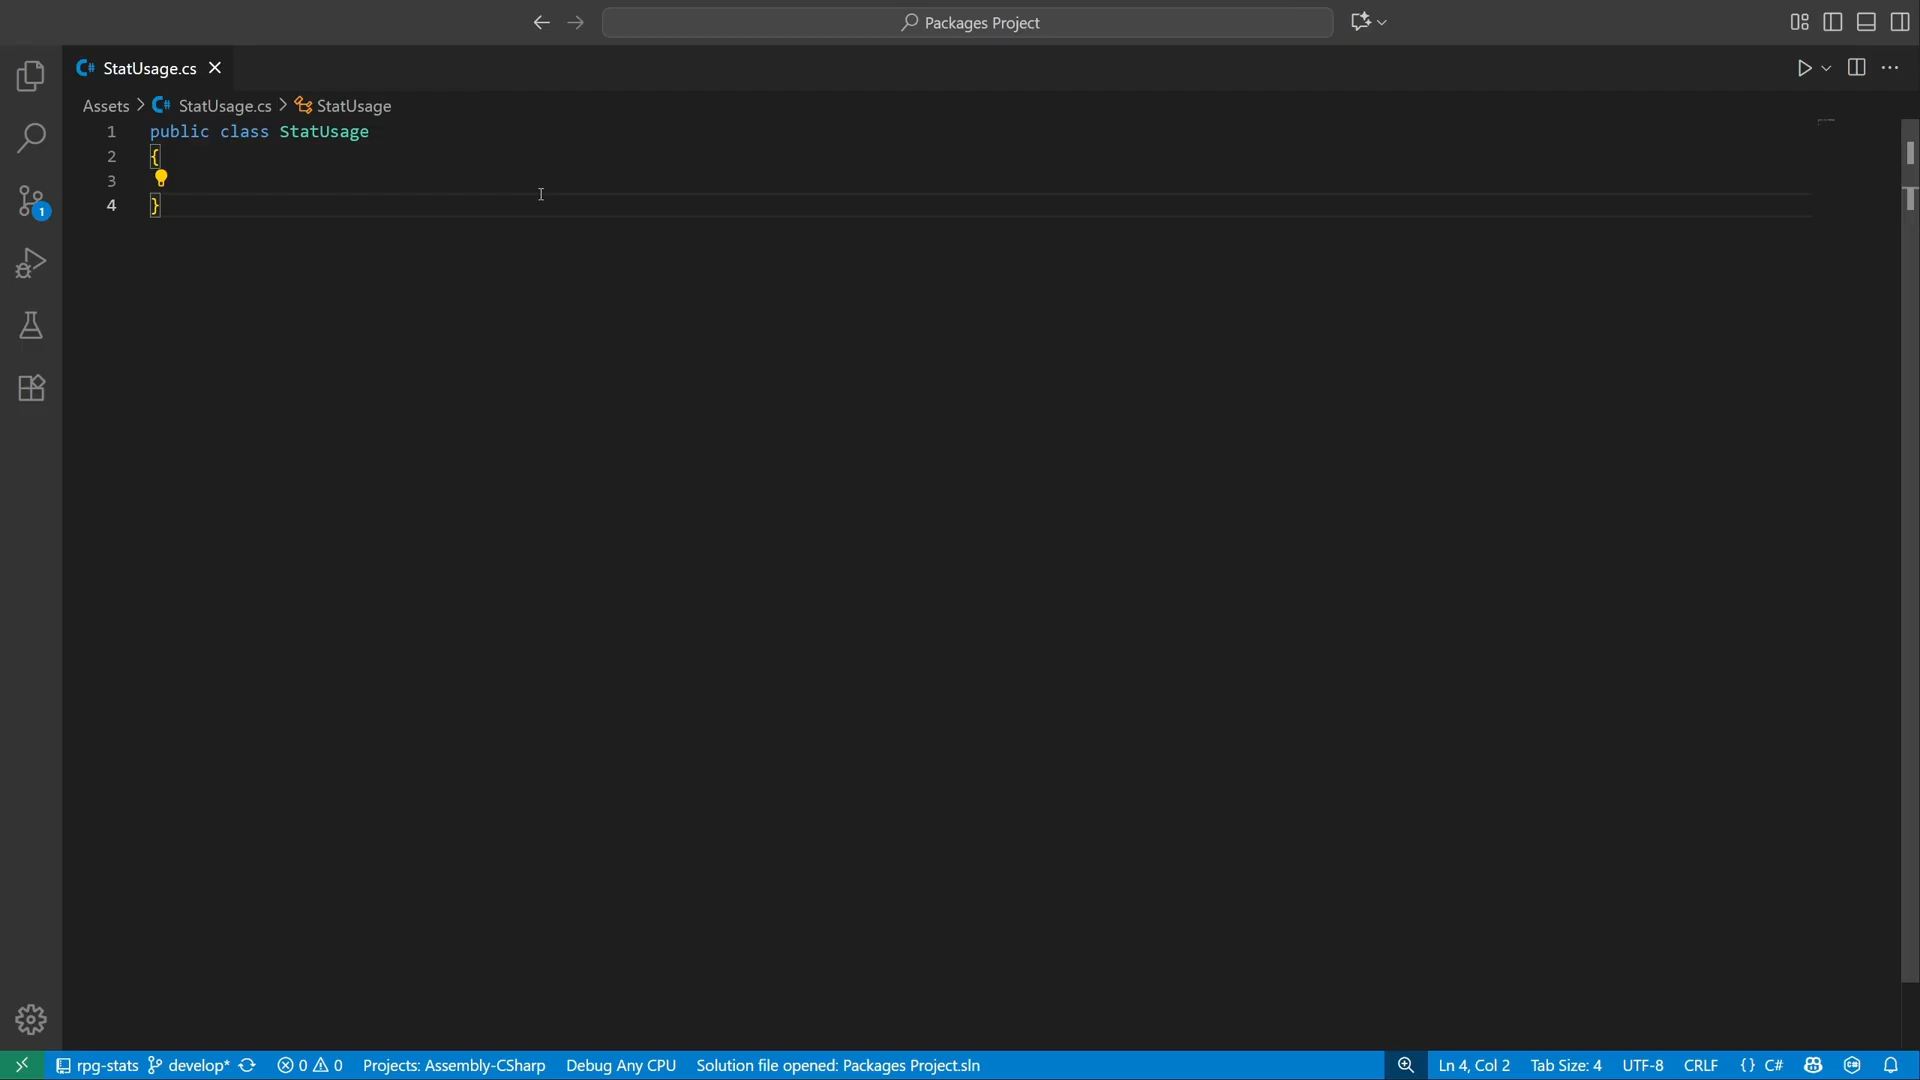 Packages Project
StatUsage.cs
Assets > StatUsage.cs > StatUsage
1 public class StatUsage
2 {
3
4 }
1
rpg-stats develop* 0 0 Projects: Assembly-CSharp Debug Any CPU Solution file opened: Packages Project.sln Ln 4, Col 2 Tab Size: 4 UTF-8 CRLF {} C#